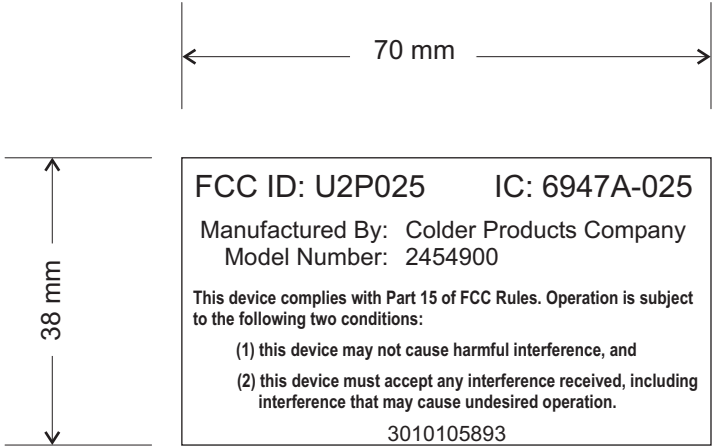 70 mm
38 mm
FCC ID: U2P025 IC: 6947A-025
Manufactured By: Colder Products Company
Model Number: 2454900
This device complies with Part 15 of FCC Rules. Operation is subject
to the following two conditions:
(1) this device may not cause harmful interference, and
(2) this device must accept any interference received, including
interference that may cause undesired operation.
3010105893